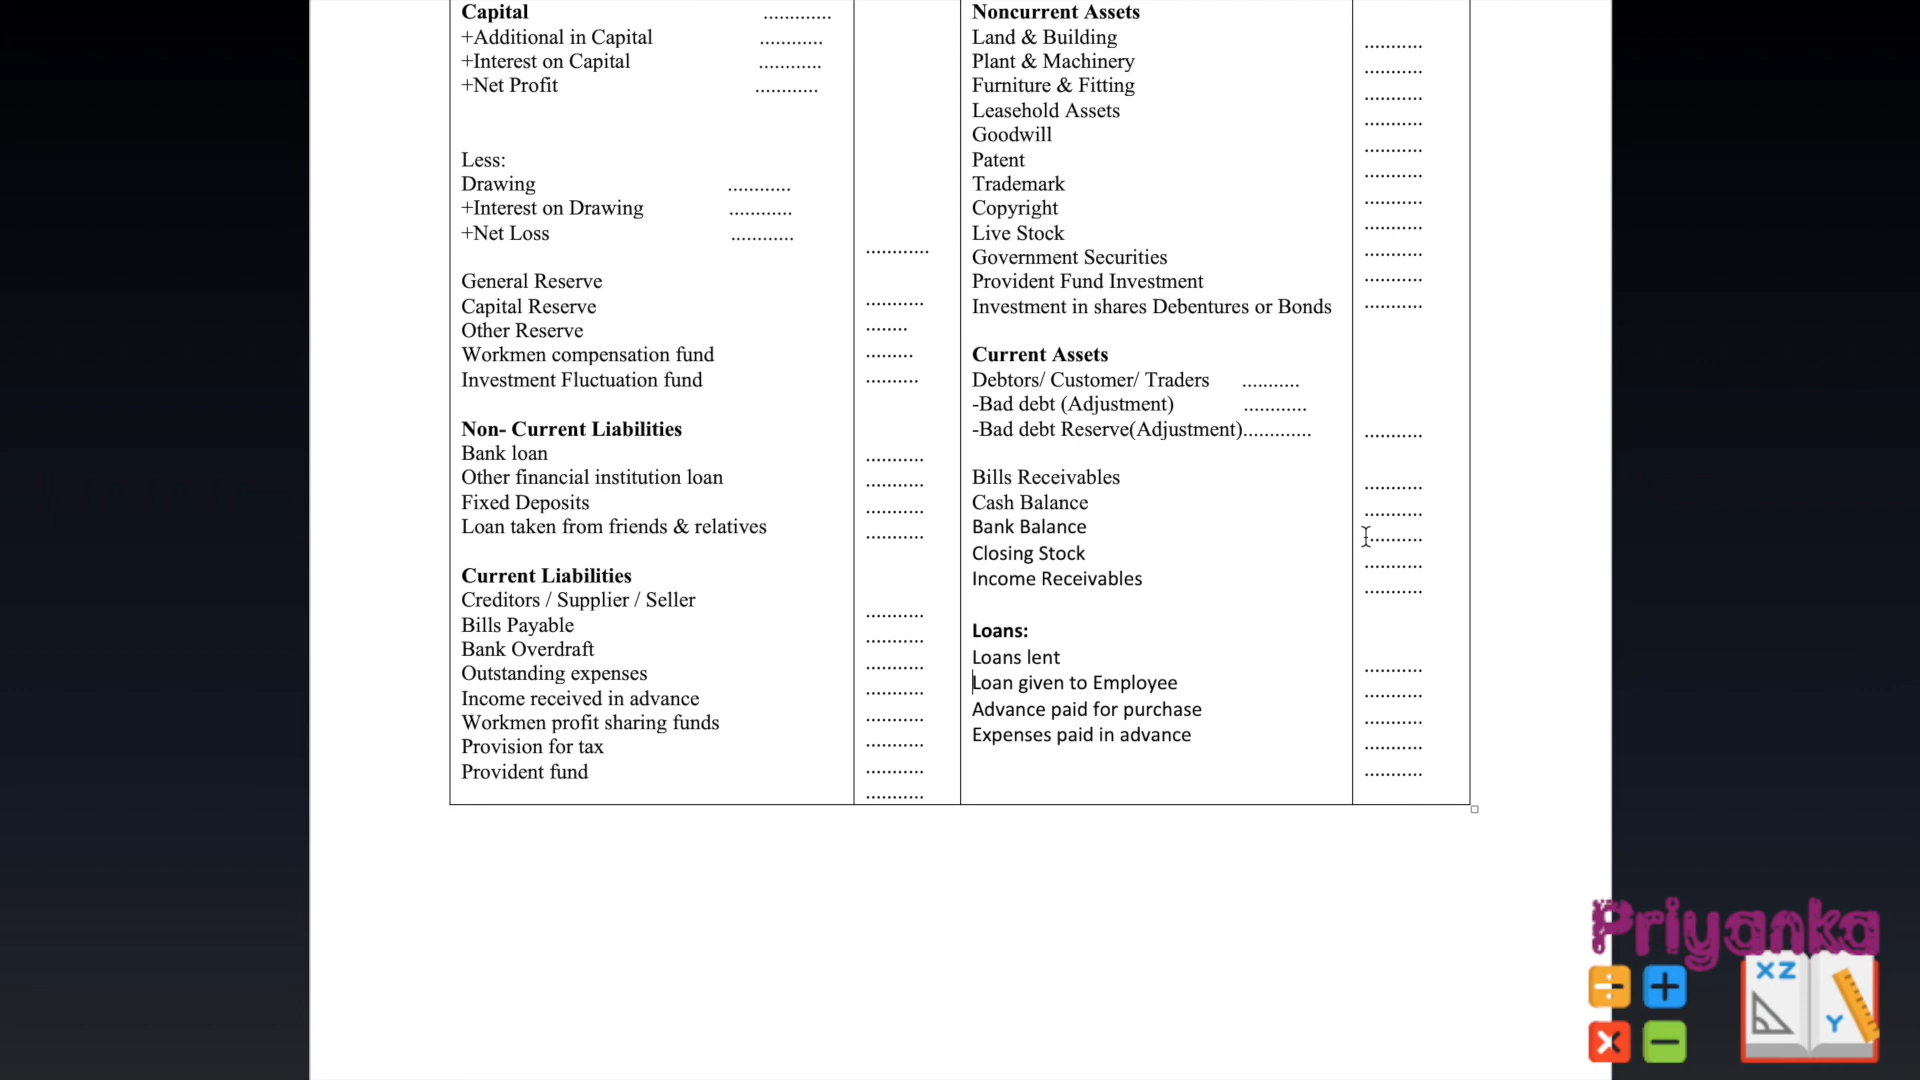 Capital ............
+Additional in Capital ............
+Interest on Capital ............
+Net Profit ............
Less:
Drawing ............
+Interest on Drawing ............
+Net Loss ............
............
General Reserve
Capital Reserve ...........
Other Reserve ........
Workmen compensation fund .........
Investment Fluctuation fund ..........
Non- Current Liabilities
Bank loan ...........
Other financial institution loan ...........
Fixed Deposits ...........
Loan taken from friends & relatives ...........
Current Liabilities
Creditors / Supplier / Seller ...........
Bills Payable ...........
Bank Overdraft ...........
Outstanding expenses ...........
Income received in advance ...........
Workmen profit sharing funds ...........
Provision for tax ...........
Provident fund ...........
Noncurrent Assets
Land & Building ...........
Plant & Machinery ...........
Furniture & Fitting ...........
Leasehold Assets ...........
Goodwill ...........
Patent ...........
Trademark ...........
Copyright ...........
Live Stock ...........
Government Securities ...........
Provident Fund Investment ...........
Investment in shares Debentures or Bonds
Current Assets
Debtors/ Customer/ Traders ...........
-Bad debt (Adjustment) ............
-Bad debt Reserve(Adjustment)............. ...........
Bills Receivables ...........
Cash Balance ...........
Bank Balance ...........
Closing Stock ...........
Income Receivables ...........
Loans:
Loans lent ...........
Loan given to Employee ...........
Advance paid for purchase ...........
Expenses paid in advance ...........
...........
Priyanka
XZ
Y